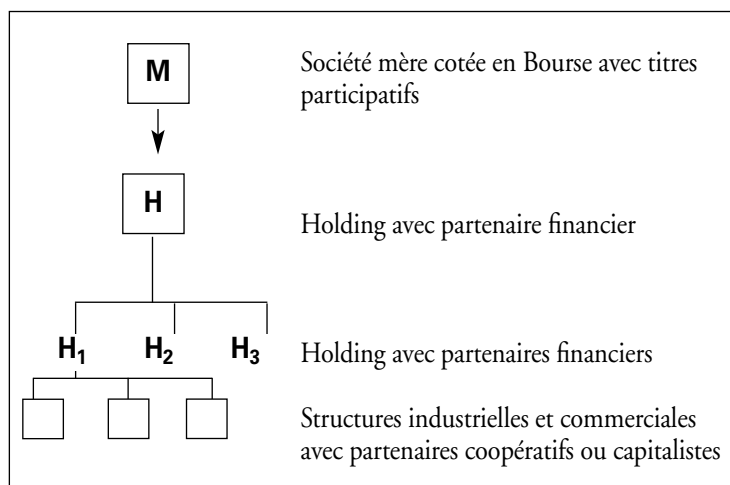 M
Société mère cotée en Bourse avec titres
participatifs
H
Holding avec partenaire financier
H₁ H₂ H₃
Holding avec partenaires financiers
Structures industrielles et commerciales
avec partenaires coopératifs ou capitalistes